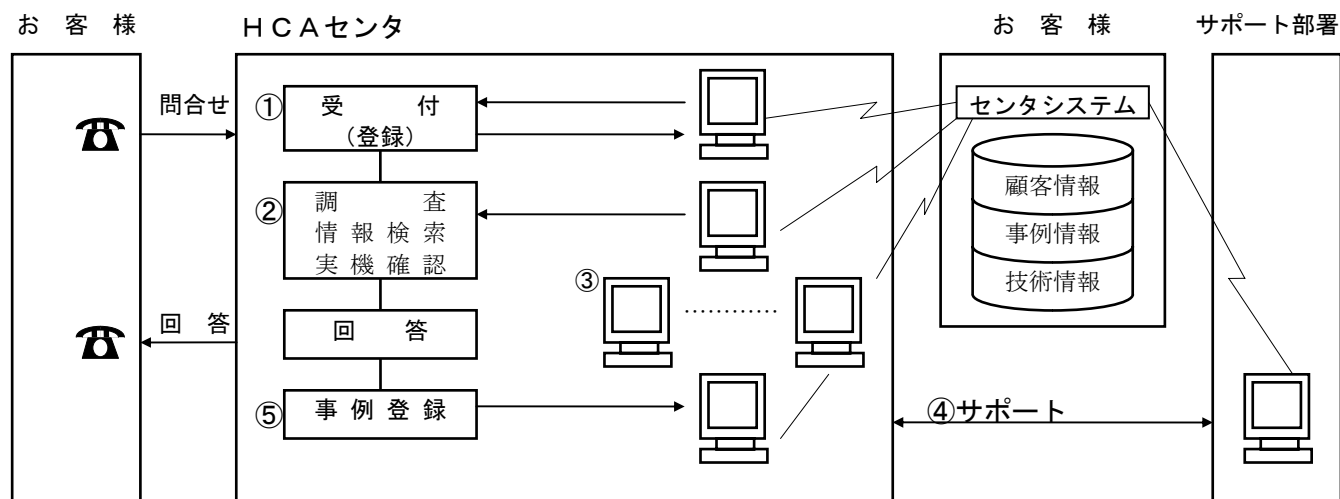 お 客 様
HCAセンタ
お 客 様
サポート部署
問合せ
① 受 付
(登録)
センタシステム
② 調 査
情 報 検 索
実 機 確 認
顧客情報
事例情報
技術情報
③
回 答
回 答
④サポート
⑤ 事 例 登 録